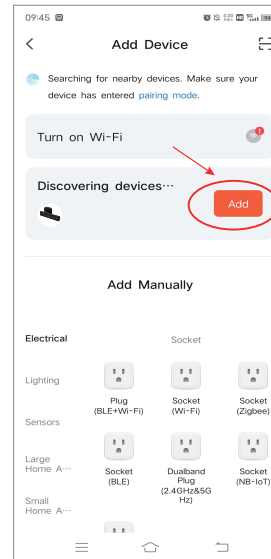 09:45
Add Device
Searching for nearby devices. Make sure your
device has entered pairing mode.
Turn on Wi-Fi
Discovering devices···
Add
Add Manually
Electrical
Socket
Lighting
Plug
(BLE+Wi-Fi)
Socket
(Wi-Fi)
Socket
(Zigbee)
Sensors
Large
Home A···
Socket
(BLE)
Dualband
Plug
(2.4GHz&5G
Hz)
Socket
(NB-IoT)
Small
Home A···